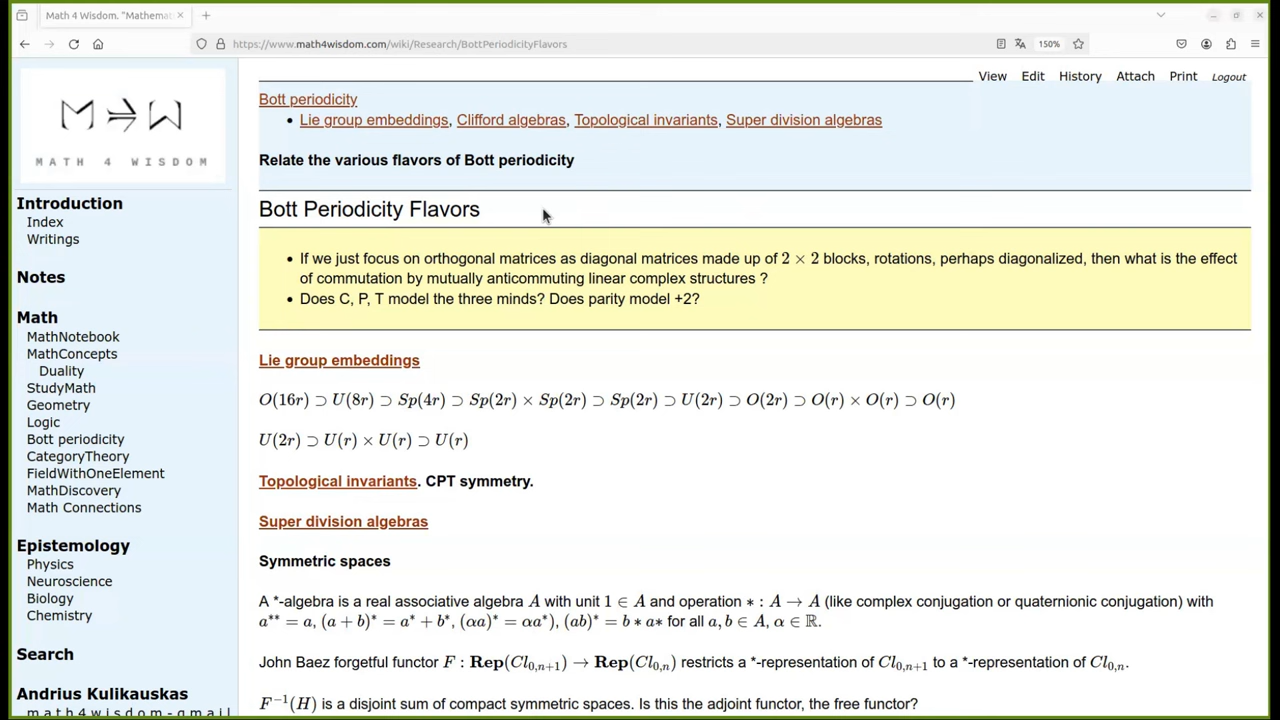 Math 4 Wisdom. "Mathemat
https://www.math4wisdom.com/wiki/Research/BottPeriodicityFlavors
150%
View Edit History Attach Print Logout
M⇉W
MATH 4 WISDOM
Introduction
Index
Writings
Notes
Math
MathNotebook
MathConcepts
Duality
StudyMath
Geometry
Logic
Bott periodicity
CategoryTheory
FieldWithOneElement
MathDiscovery
Math Connections
Epistemology
Physics
Neuroscience
Biology
Chemistry
Search
Andrius Kulikauskas
math4wisdom-gmail
Bott periodicity
• Lie group embeddings, Clifford algebras, Topological invariants, Super division algebras
Relate the various flavors of Bott periodicity
Bott Periodicity Flavors
• If we just focus on orthogonal matrices as diagonal matrices made up of 2 × 2 blocks, rotations, perhaps diagonalized, then what is the effect
of commutation by mutually anticommuting linear complex structures ?
• Does C, P, T model the three minds? Does parity model +2?
Lie group embeddings
O(16r) ⊃ U(8r) ⊃ Sp(4r) ⊃ Sp(2r) × Sp(2r) ⊃ Sp(2r) ⊃ U(2r) ⊃ O(2r) ⊃ O(r) × O(r) ⊃ O(r)
U(2r) ⊃ U(r) × U(r) ⊃ U(r)
Topological invariants. CPT symmetry.
Super division algebras
Symmetric spaces
A *-algebra is a real associative algebra A with unit 1 ∈ A and operation ∗ : A → A (like complex conjugation or quaternionic conjugation) with
a** = a, (a + b)* = a* + b*, (αa)* = αa*), (ab)* = b ∗ a∗ for all a, b ∈ A, α ∈ ℝ.
John Baez forgetful functor F : Rep(Cl₀,ₙ₊₁) → Rep(Cl₀,ₙ) restricts a *-representation of Cl₀,ₙ₊₁ to a *-representation of Cl₀,ₙ.
F⁻¹(H) is a disjoint sum of compact symmetric spaces. Is this the adjoint functor, the free functor?